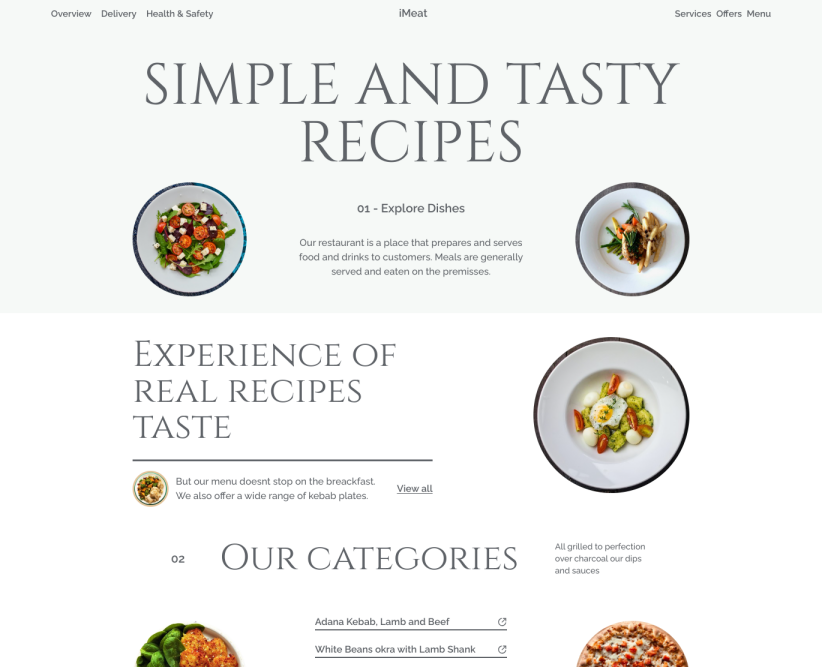 Overview Delivery Health & Safety iMeat Services Offers Menu
SIMPLE AND TASTY
RECIPES
01 - Explore Dishes
Our restaurant is a place that prepares and serves
food and drinks to customers. Meals are generally
served and eaten on the premisses.
Experience of
real recipes
taste
But our menu doesnt stop on the breackfast.
We also offer a wide range of kebab plates.
View all
02
Our categories
All grilled to perfection
over charcoal our dips
and sauces
Adana Kebab, Lamb and Beef
White Beans okra with Lamb Shank